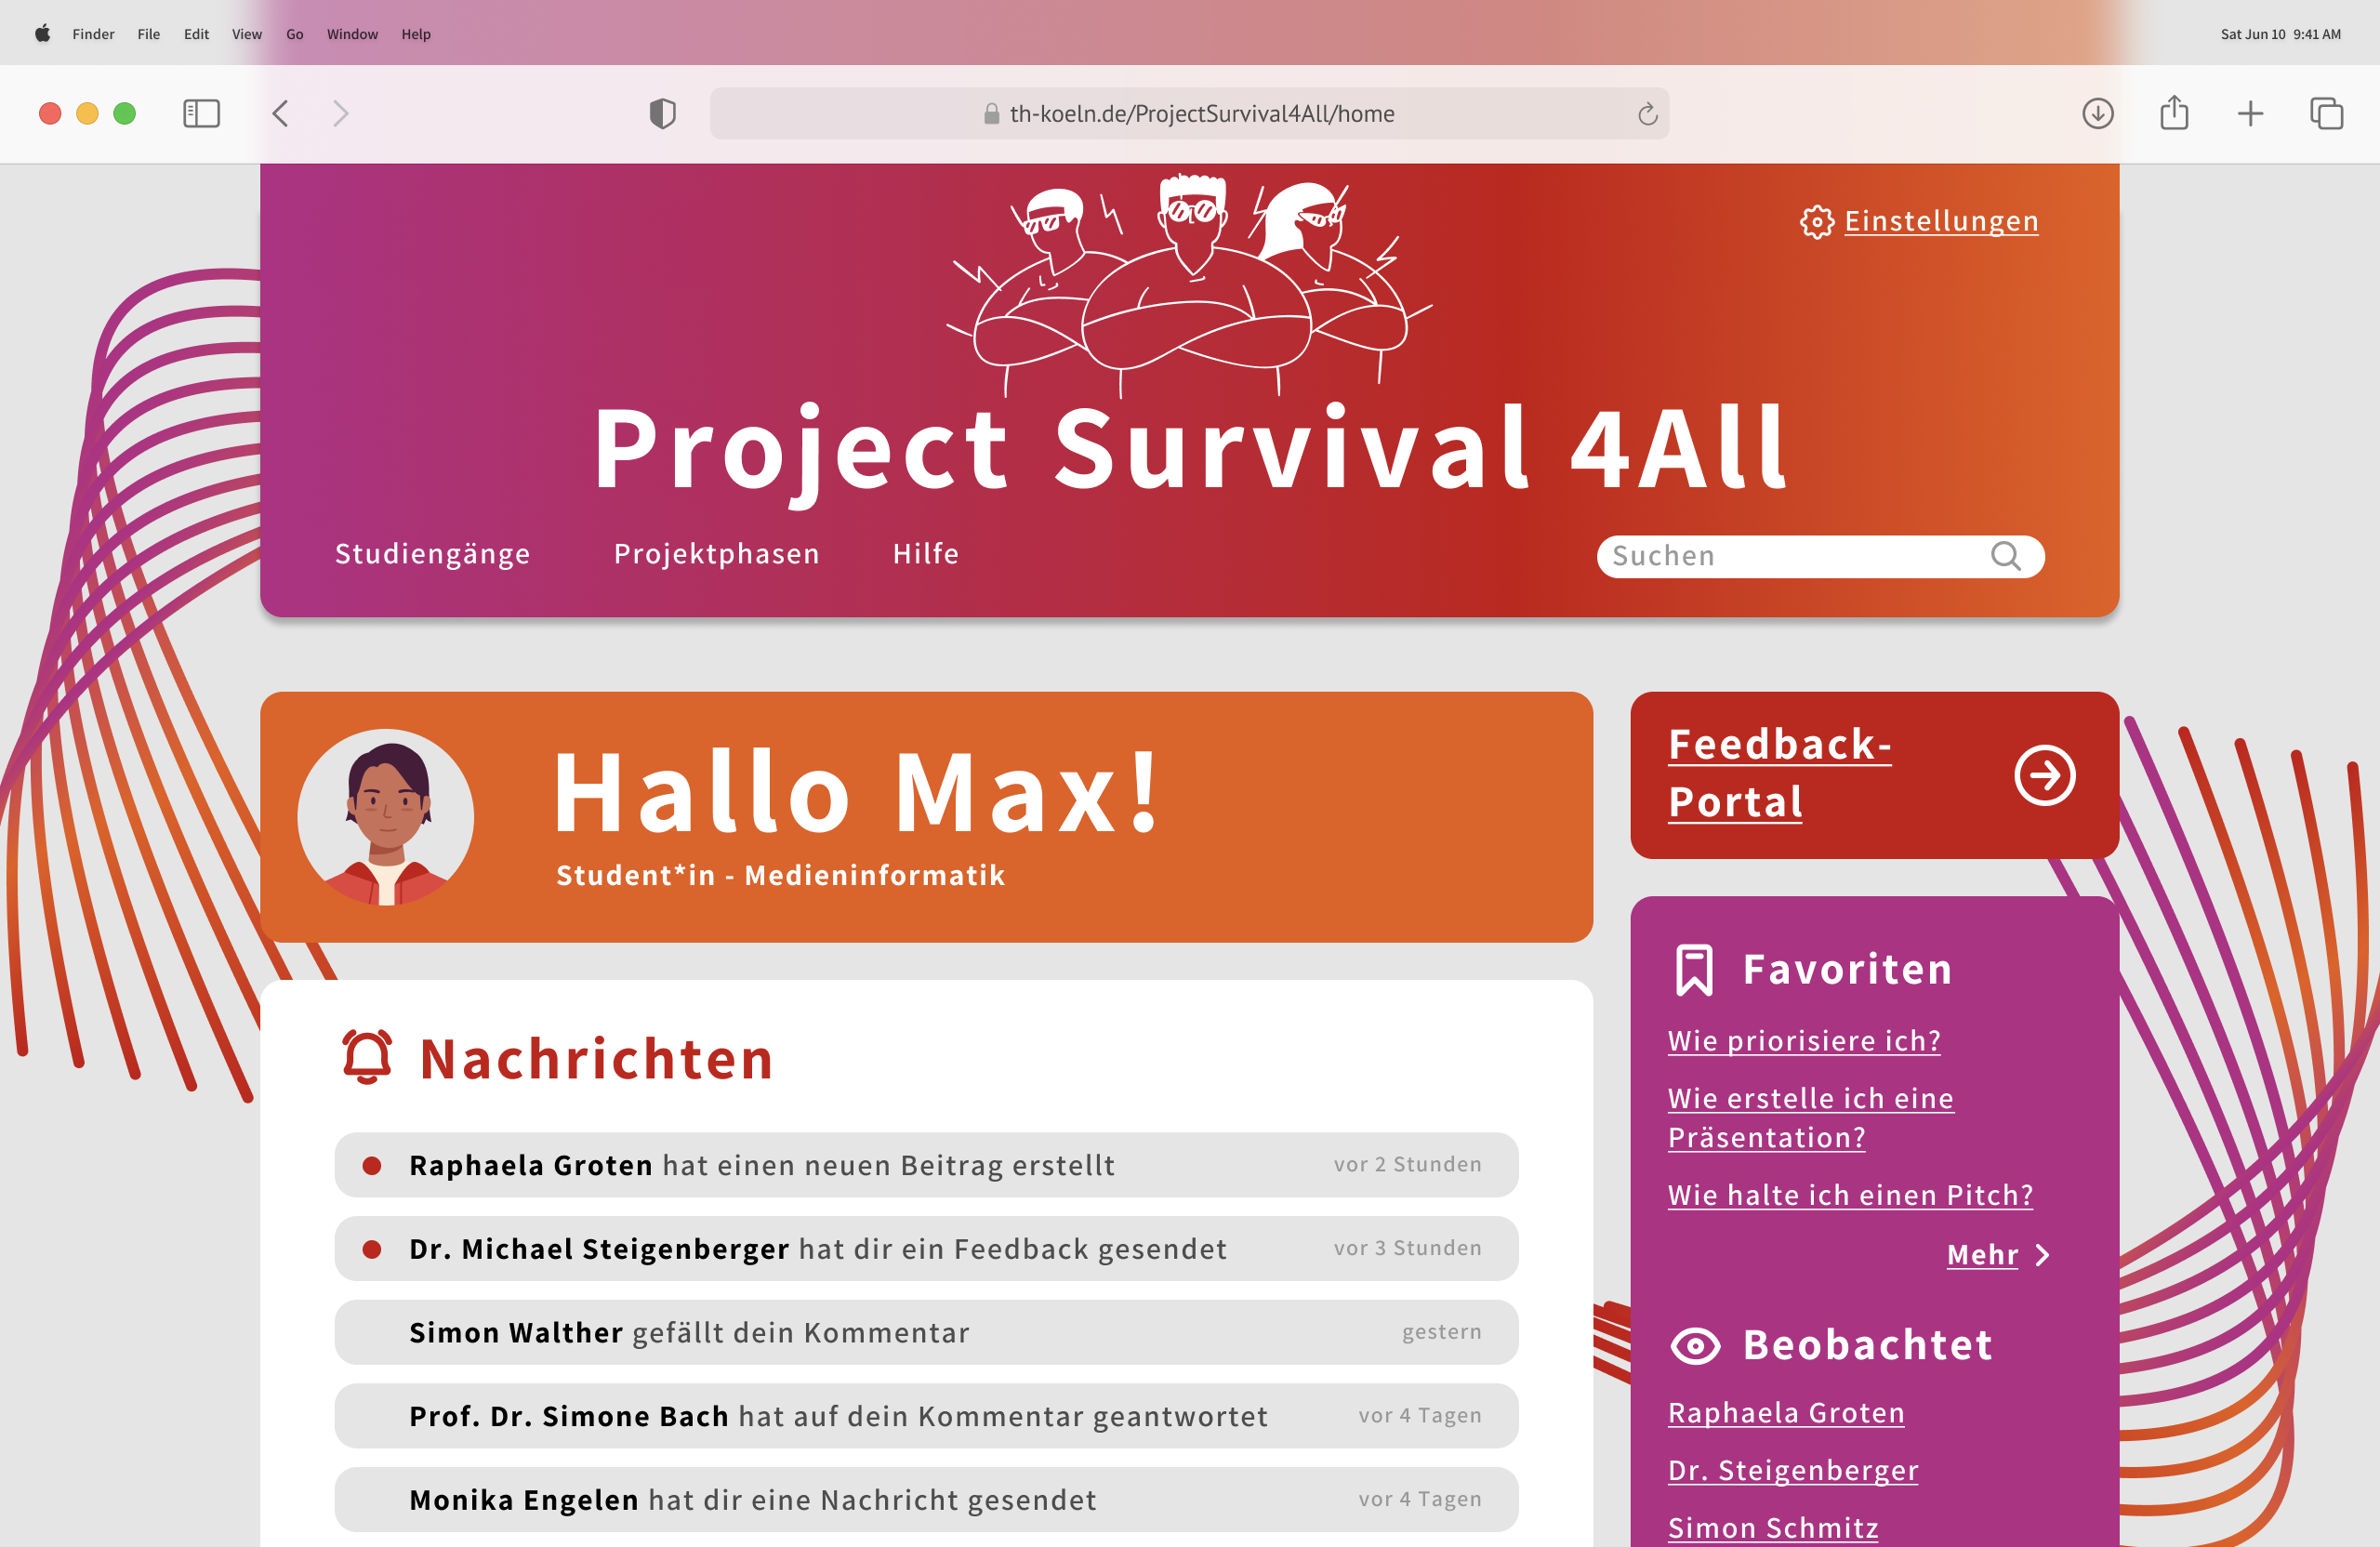 Finder File Edit View Go Window Help
Sat Jun 10 9:41 AM
th-koeln.de/ProjectSurvival4All/home
Einstellungen
Project Survival 4All
Studiengänge Projektphasen Hilfe
Suchen
Hallo Max!
Student*in - Medieninformatik
Nachrichten
Raphaela Groten hat einen neuen Beitrag erstellt vor 2 Stunden
Dr. Michael Steigenberger hat dir ein Feedback gesendet vor 3 Stunden
Simon Walther gefällt dein Kommentar gestern
Prof. Dr. Simone Bach hat auf dein Kommentar geantwortet vor 4 Tagen
Monika Engelen hat dir eine Nachricht gesendet vor 4 Tagen
Feedback-
Portal
Favoriten
Wie priorisiere ich?
Wie erstelle ich eine
Präsentation?
Wie halte ich einen Pitch?
Mehr
Beobachtet
Raphaela Groten
Dr. Steigenberger
Simon Schmitz